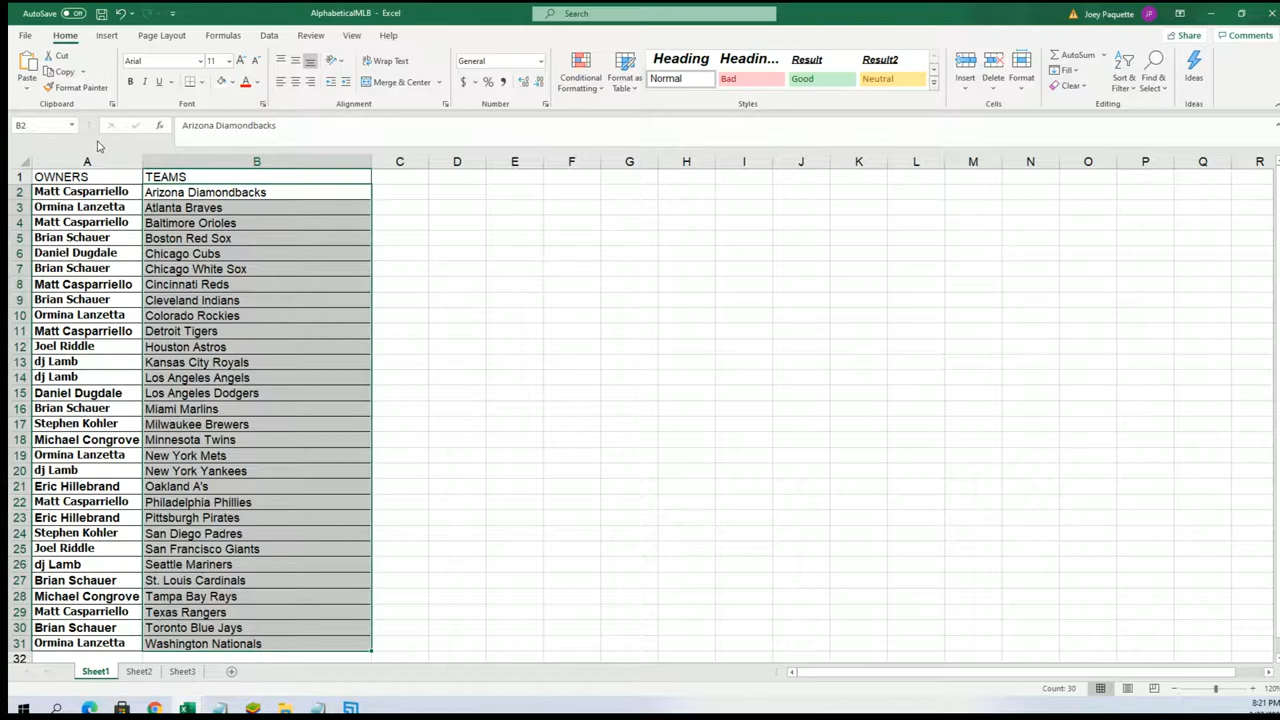 AutoSave Off AlphabeticalMLB - Excel Search Joey Paquette JP
File Home Insert Page Layout Formulas Data Review View Help Share Comments
Paste Cut Copy Format Painter Clipboard
Arial 11 B I U A Font
Wrap Text Merge & Center Alignment
General $ % , Number
Conditional Formatting Format as Table
Heading Headin... Result Result2
Normal Bad Good Neutral
Styles
Insert Delete Format Cells
AutoSum Fill Clear Sort & Filter Find & Select Editing
Ideas Ideas
B2 fx Arizona Diamondbacks
A B C D E F G H I J K L M N O P Q R
1 OWNERS TEAMS
2 Matt Casparriello Arizona Diamondbacks
3 Ormina Lanzetta Atlanta Braves
4 Matt Casparriello Baltimore Orioles
5 Brian Schauer Boston Red Sox
6 Daniel Dugdale Chicago Cubs
7 Brian Schauer Chicago White Sox
8 Matt Casparriello Cincinnati Reds
9 Brian Schauer Cleveland Indians
10 Ormina Lanzetta Colorado Rockies
11 Matt Casparriello Detroit Tigers
12 Joel Riddle Houston Astros
13 dj Lamb Kansas City Royals
14 dj Lamb Los Angeles Angels
15 Daniel Dugdale Los Angeles Dodgers
16 Brian Schauer Miami Marlins
17 Stephen Kohler Milwaukee Brewers
18 Michael Congrove Minnesota Twins
19 Ormina Lanzetta New York Mets
20 dj Lamb New York Yankees
21 Eric Hillebrand Oakland A's
22 Matt Casparriello Philadelphia Phillies
23 Eric Hillebrand Pittsburgh Pirates
24 Stephen Kohler San Diego Padres
25 Joel Riddle San Francisco Giants
26 dj Lamb Seattle Mariners
27 Brian Schauer St. Louis Cardinals
28 Michael Congrove Tampa Bay Rays
29 Matt Casparriello Texas Rangers
30 Brian Schauer Toronto Blue Jays
31 Ormina Lanzetta Washington Nationals
32
Sheet1 Sheet2 Sheet3
Count: 30 120%
8:21 PM